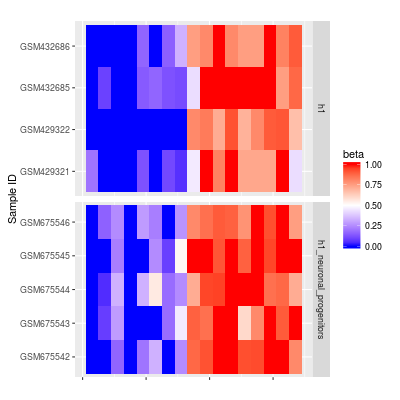 GSM432686
GSM432685
GSM429322
GSM429321
h1
GSM675546
GSM675545
GSM675544
GSM675543
GSM675542
h1_neuronal_progenitors
Sample ID
beta
1.00
0.75
0.50
0.25
0.00